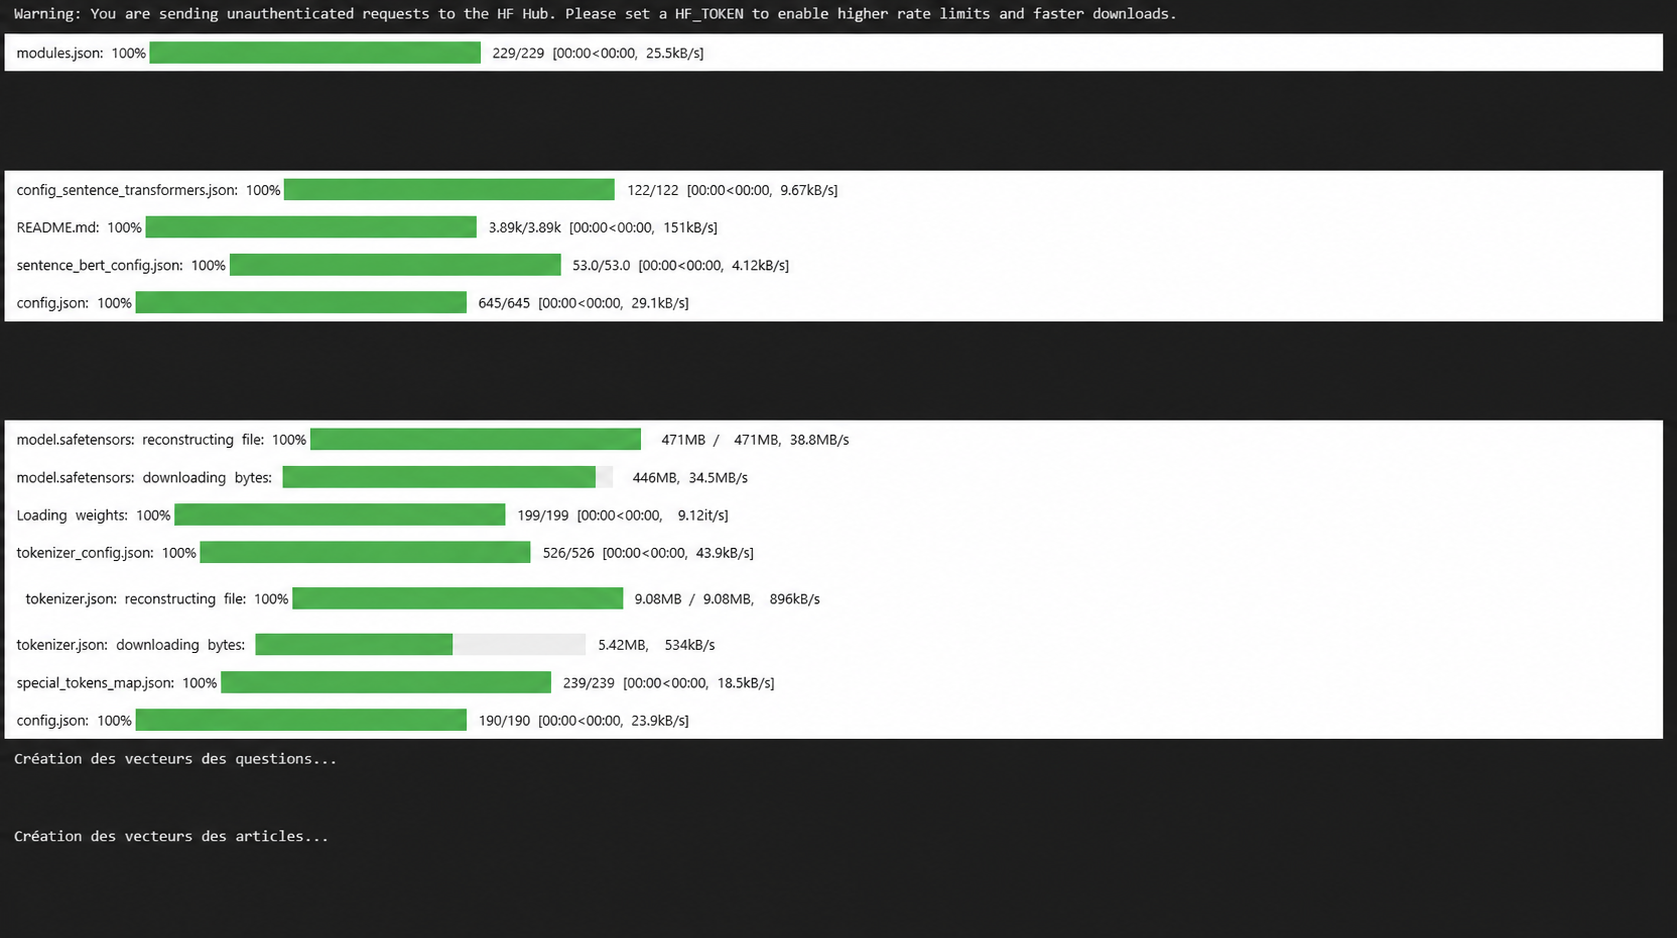 Warning: You are sending unauthenticated requests to the HF Hub. Please set a HF_TOKEN to enable higher rate limits and faster downloads.
modules.json: 100% 229/229 [00:00<00:00, 25.5kB/s]
config_sentence_transformers.json: 100% 122/122 [00:00<00:00, 9.67kB/s]
README.md: 100% 3.89k/3.89k [00:00<00:00, 151kB/s]
sentence_bert_config.json: 100% 53.0/53.0 [00:00<00:00, 4.12kB/s]
config.json: 100% 645/645 [00:00<00:00, 29.1kB/s]
model.safetensors: reconstructing file: 100% 471MB / 471MB, 38.8MB/s
model.safetensors: downloading bytes: 446MB, 34.5MB/s
Loading weights: 100% 199/199 [00:00<00:00, 9.12it/s]
tokenizer_config.json: 100% 526/526 [00:00<00:00, 43.9kB/s]
tokenizer.json: reconstructing file: 100% 9.08MB / 9.08MB, 896kB/s
tokenizer.json: downloading bytes: 5.42MB, 534kB/s
special_tokens_map.json: 100% 239/239 [00:00<00:00, 18.5kB/s]
config.json: 100% 190/190 [00:00<00:00, 23.9kB/s]
Création des vecteurs des questions...
Création des vecteurs des articles...